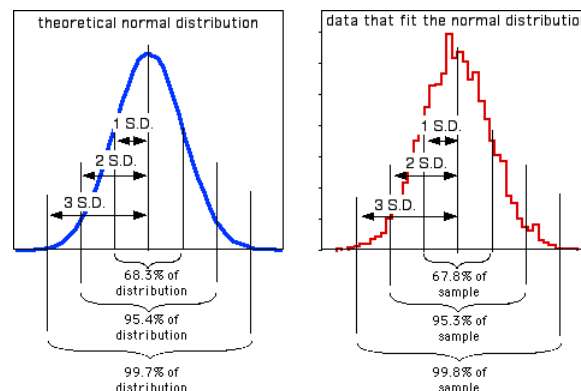 theoretical normal distribution
1 S.D.
2 S.D.
3 S.D.
68.3% of
distribution
95.4% of
distribution
99.7% of
distribution
data that fit the normal distribution
1 S.D.
2 S.D.
3 S.D.
67.8% of
sample
95.3% of
sample
99.8% of
sample